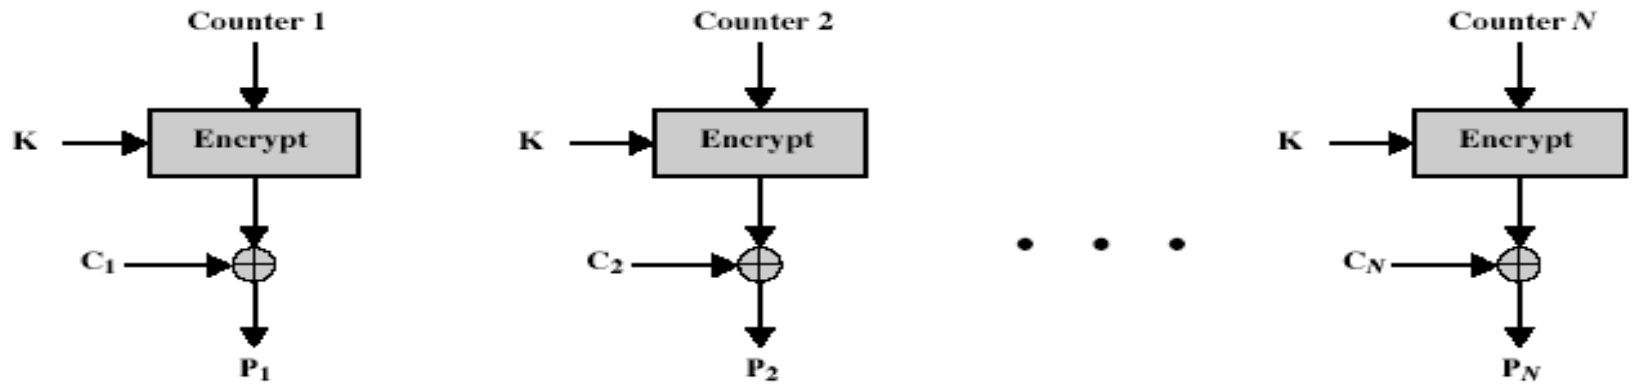 Counter 1 Counter 2 Counter N
K Encrypt K Encrypt K Encrypt
C1 C2 CN
P1 P2 PN